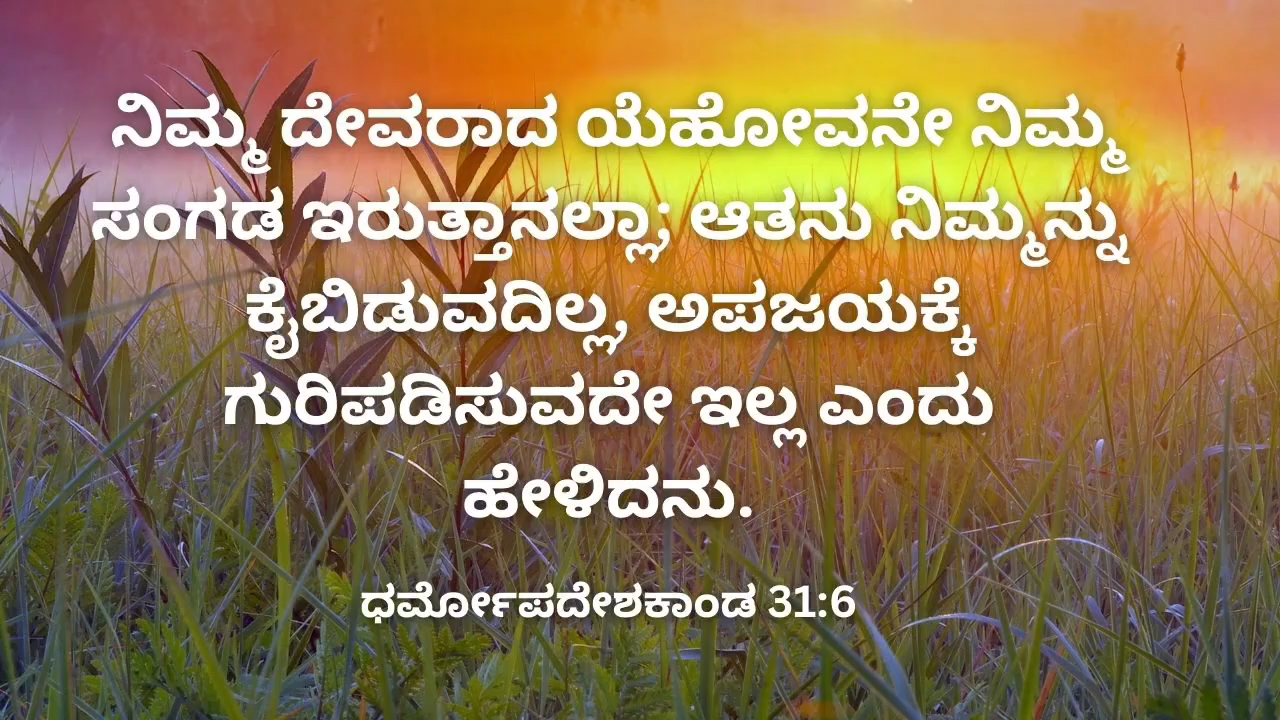 ನಿಮ್ಮ ದೇವರಾದ ಯೆಹೋವನೇ ನಿಮ್ಮ
ಸಂಗಡ ಇರುತ್ತಾನಲ್ಲಾ; ಆತನು ನಿಮ್ಮನ್ನು
ಕೈಬಿಡುವದಿಲ್ಲ, ಅಪಜಯಕ್ಕೆ
ಗುರಿಪಡಿಸುವದೇ ಇಲ್ಲ ಎಂದು
ಹೇಳಿದನು.
ಧರ್ಮೋಪದೇಶಕಾಂಡ 31:6